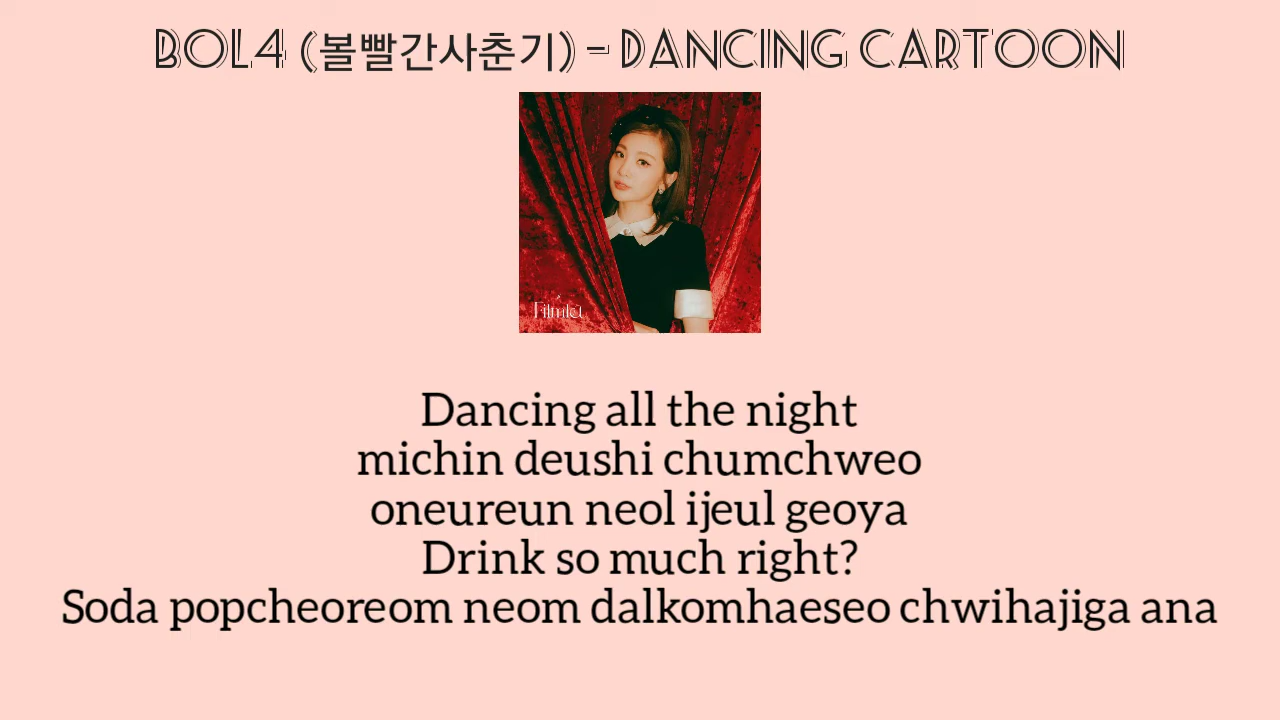 BOL4 (볼빨간사춘기) - DANCING CARTOON
Filmlet
Dancing all the night
michin deushi chumchweo
oneureun neol ijeul geoya
Drink so much right?
Soda popcheoreom neom dalkomhaeseo chwihajiga ana